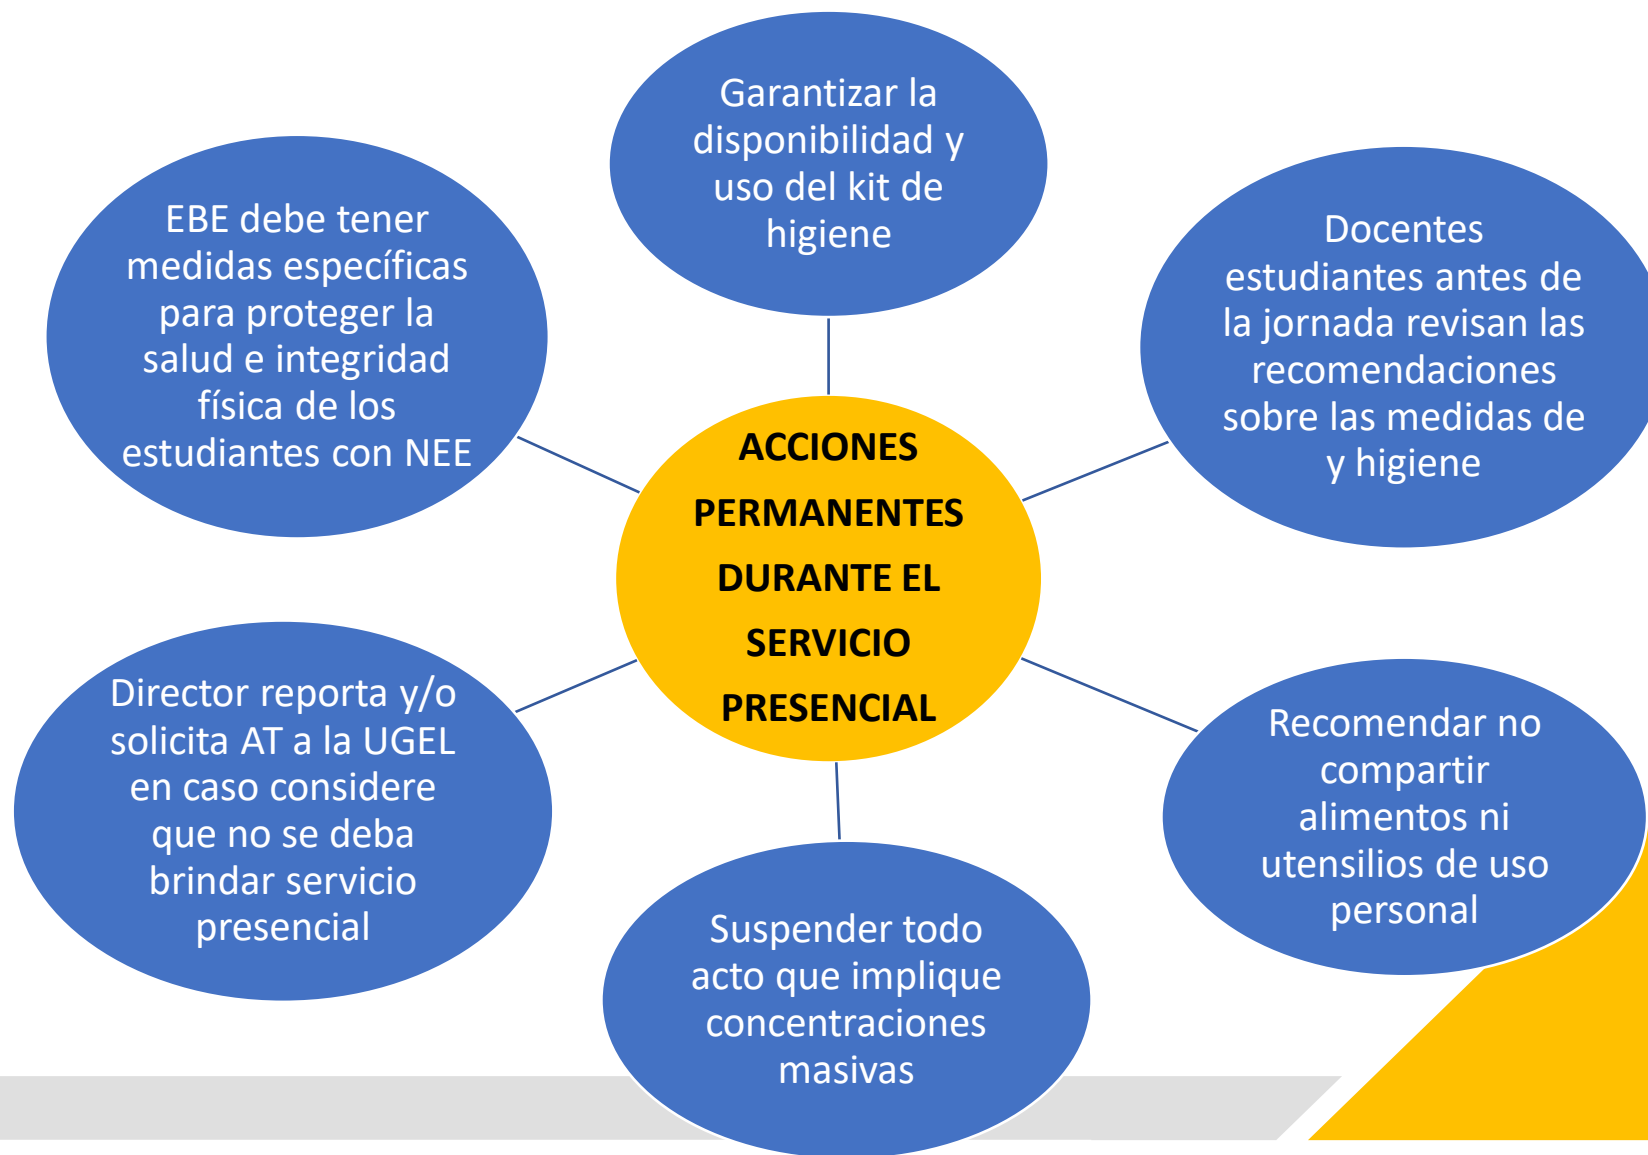 Garantizar la
disponibilidad y
uso del kit de
higiene
EBE debe tener
medidas específicas
para proteger la
salud e integridad
física de los
estudiantes con NEE
Docentes
estudiantes antes de
la jornada revisan las
recomendaciones
sobre las medidas de
y higiene
ACCIONES
PERMANENTES
DURANTE EL
SERVICIO
PRESENCIAL
Director reporta y/o
solicita AT a la UGEL
en caso considere
que no se deba
brindar servicio
presencial
Recomendar no
compartir
alimentos ni
utensilios de uso
personal
Suspender todo
acto que implique
concentraciones
masivas